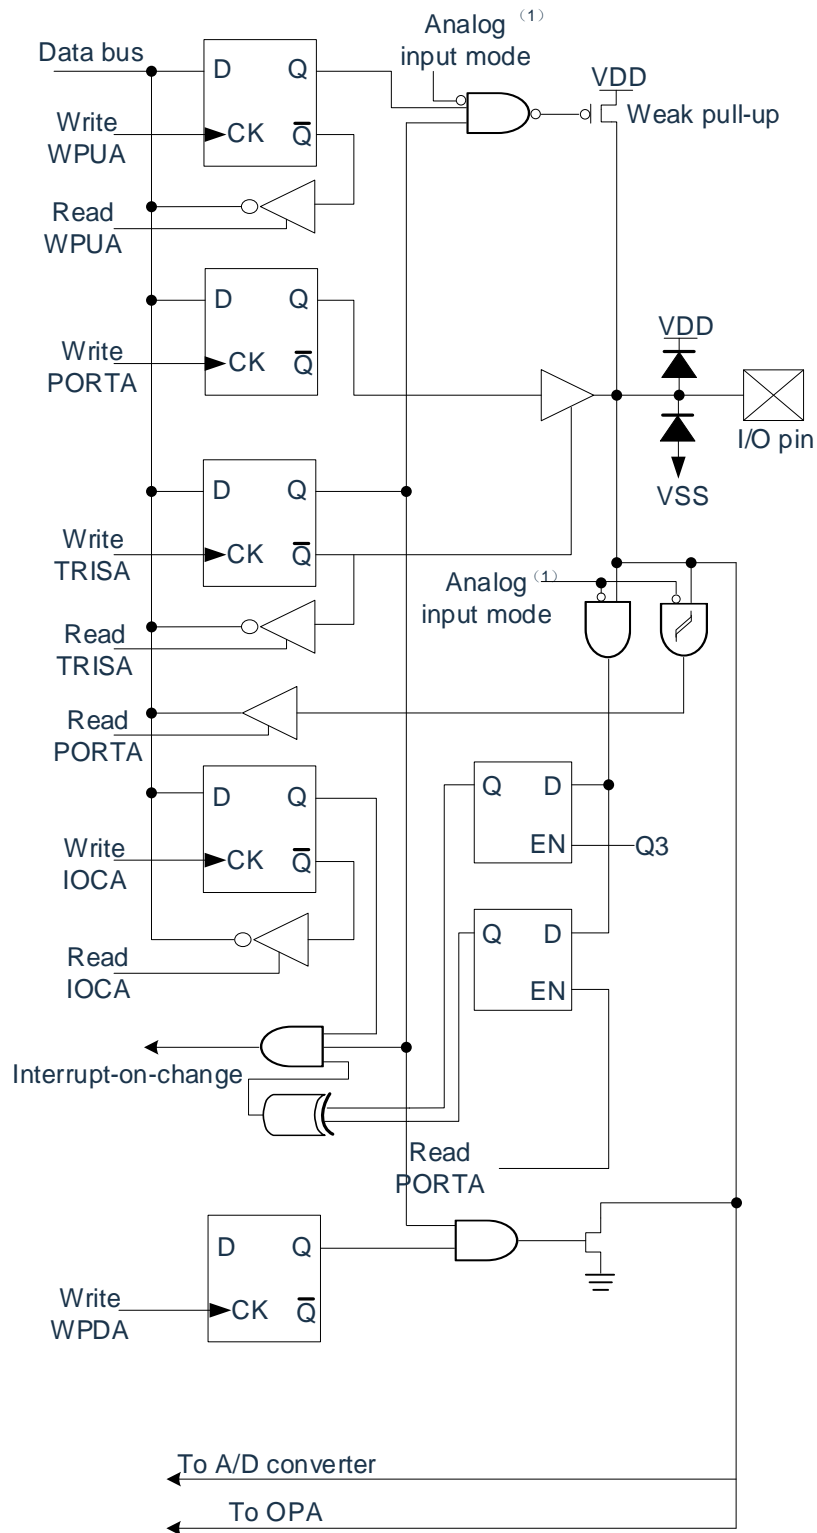 Analog (1)
input mode
Data bus
D Q
VDD
Weak pull-up
Write
WPUA
CK Q
Read
WPUA
D Q
Write
PORTA
CK Q
VDD
I/O pin
VSS
D Q
Write
TRISA
CK Q
Analog (1)
input mode
Read
TRISA
Read
PORTA
D Q
Q D
Write
IOCA
CK Q
EN
Q3
Read
IOCA
Q D
EN
Interrupt-on-change
Read
PORTA
D Q
Write
WPDA
CK Q
To A/D converter
To OPA